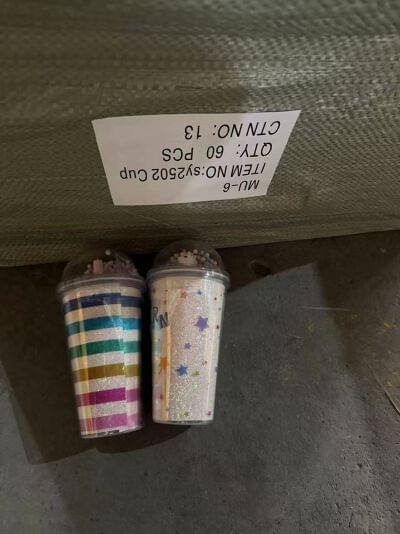 MU-6
ITEM NO:sy2502 Cup
QTY: 60 PCS
CTN NO: 13